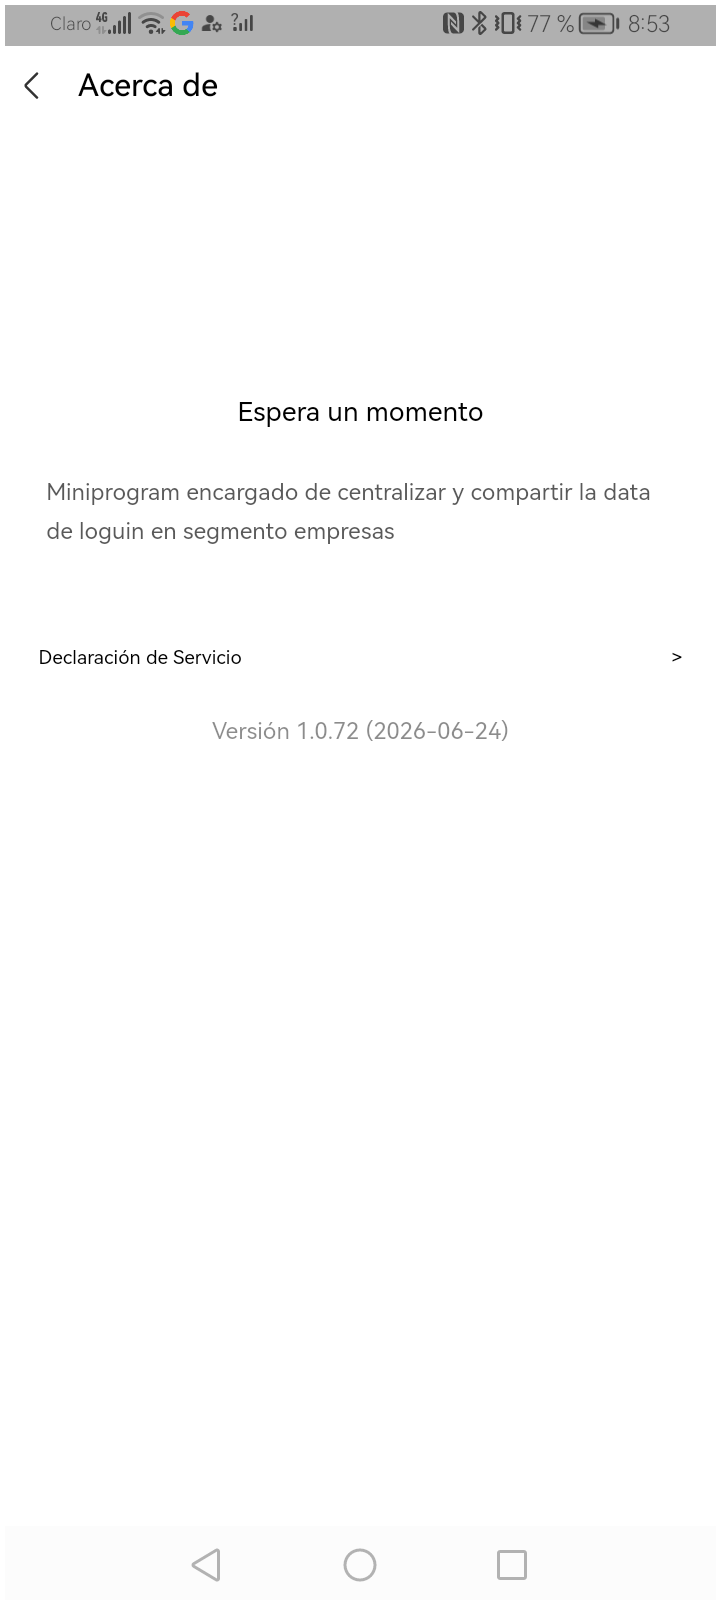 Claro 4G ? 77 % 8:53
Acerca de
Espera un momento
Miniprogram encargado de centralizar y compartir la data
de loguin en segmento empresas
Declaración de Servicio >
Versión 1.0.72 (2026-06-24)